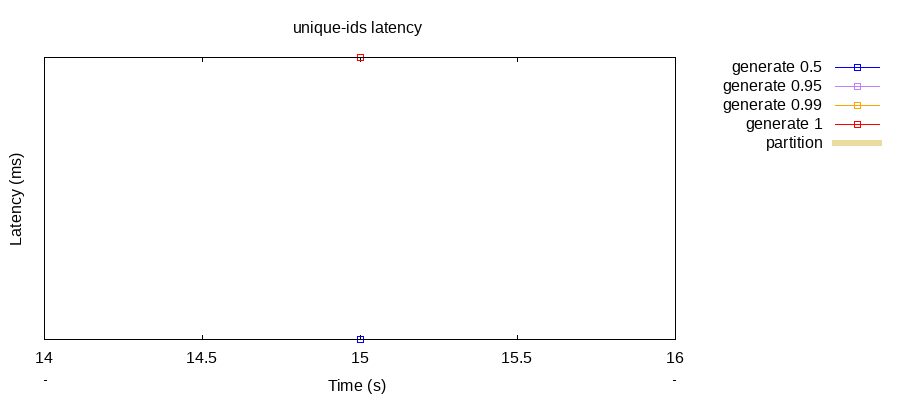 unique-ids latency
generate 0.5
generate 0.95
generate 0.99
generate 1
partition
Latency (ms)
14 14.5 15 15.5 16
Time (s)